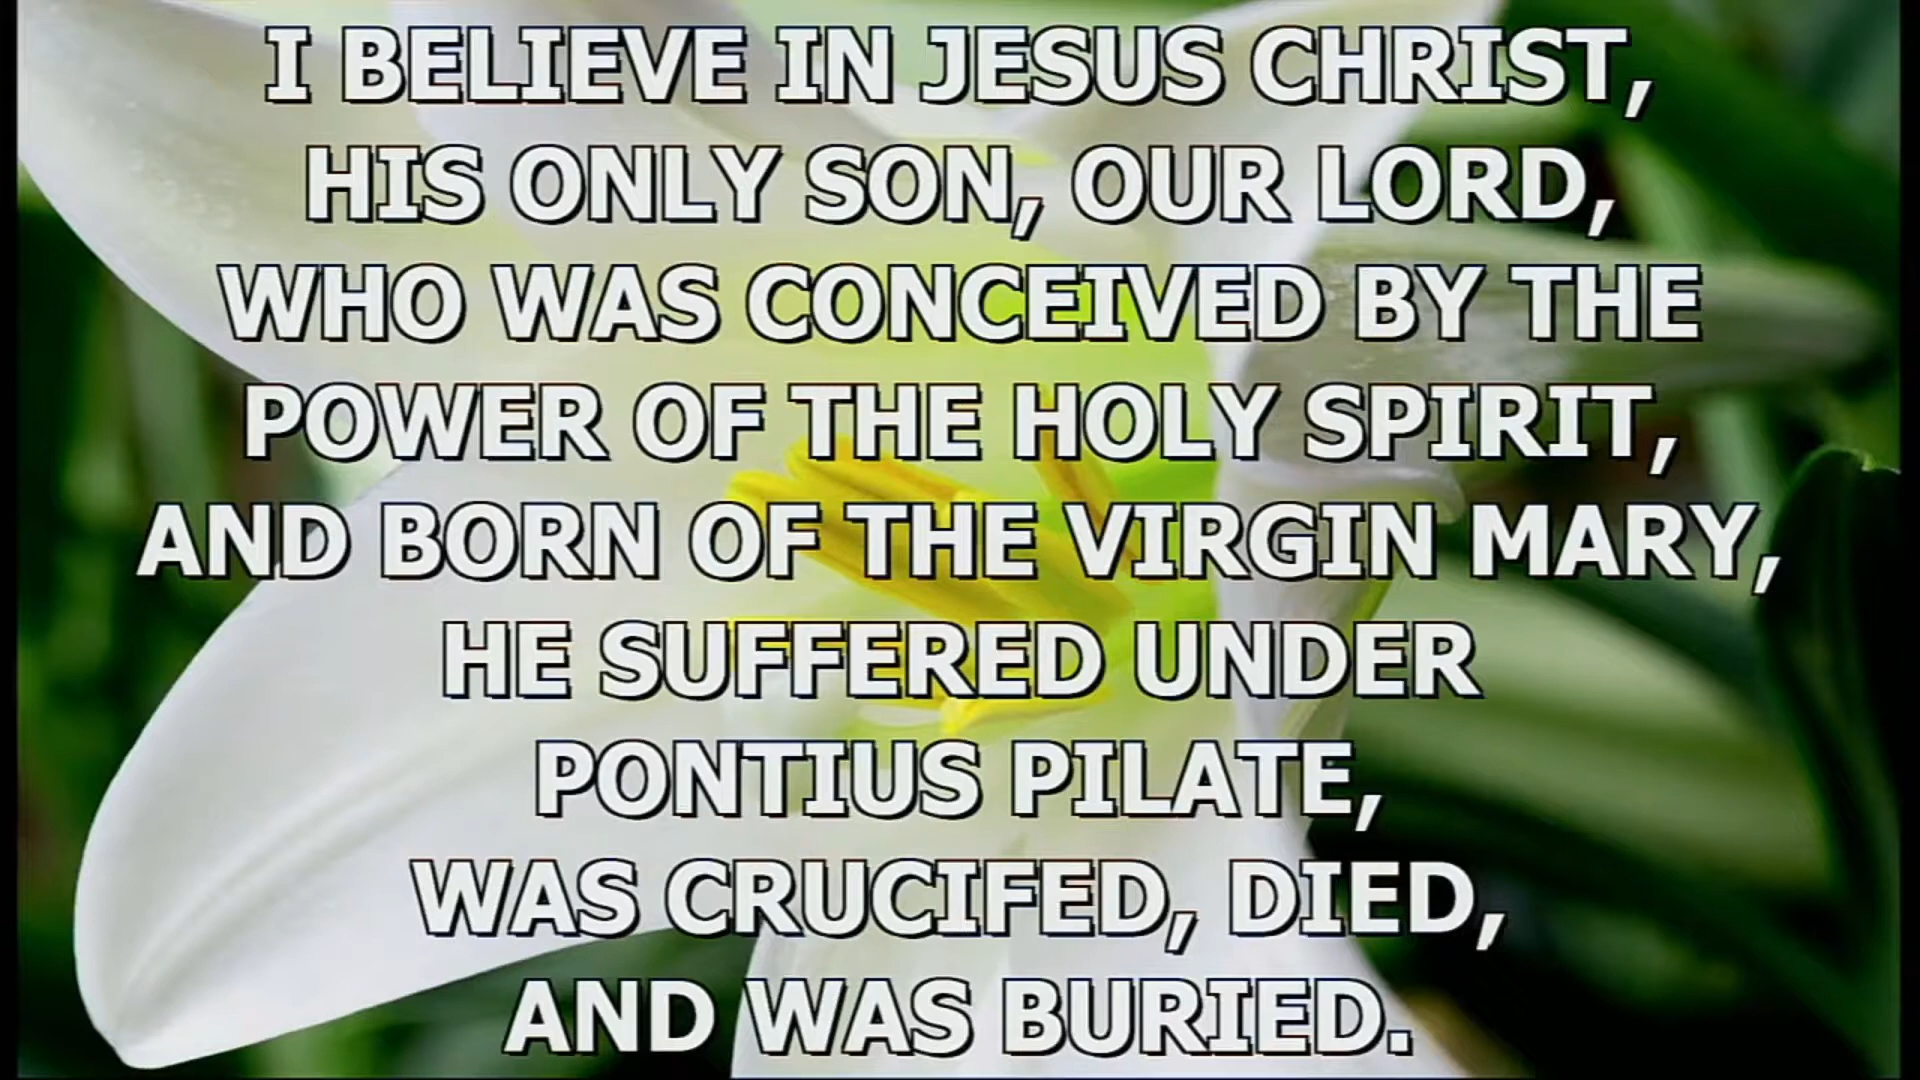 I BELIEVE IN JESUS CHRIST,
HIS ONLY SON, OUR LORD,
WHO WAS CONCEIVED BY THE
POWER OF THE HOLY SPIRIT,
AND BORN OF THE VIRGIN MARY,
HE SUFFERED UNDER
PONTIUS PILATE,
WAS CRUCIFED, DIED,
AND WAS BURIED.